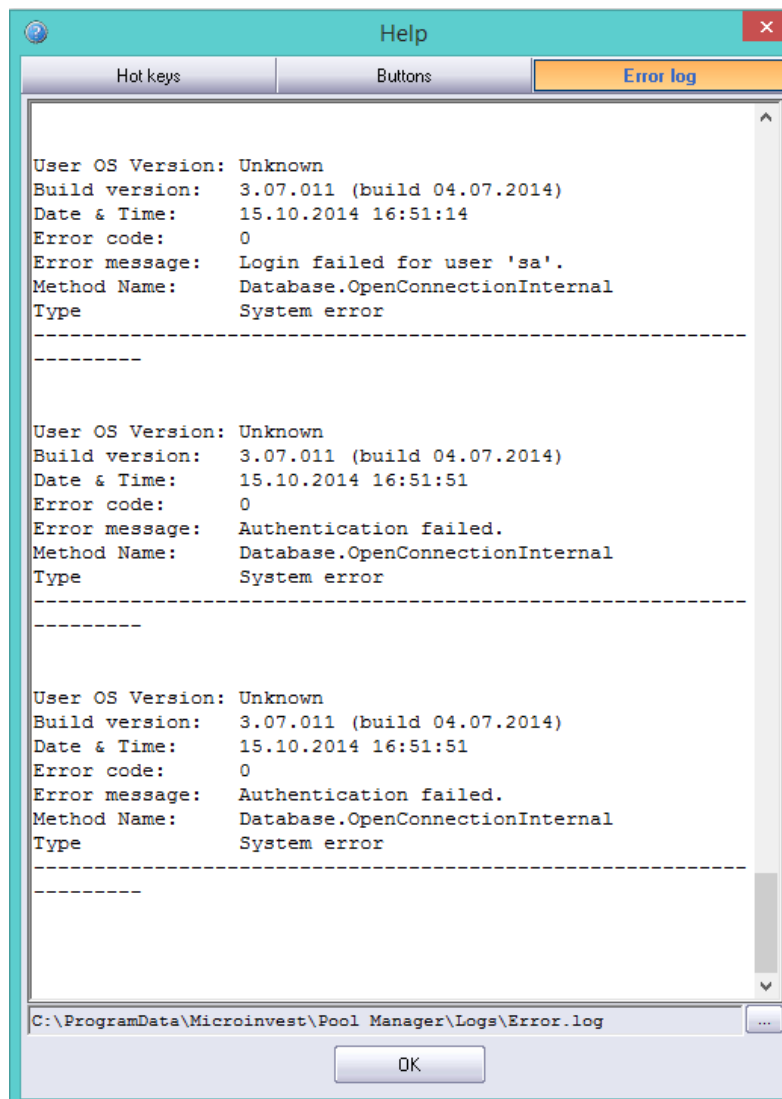 Help
Hot keys Buttons Error log
User OS Version: Unknown
Build version: 3.07.011 (build 04.07.2014)
Date & Time: 15.10.2014 16:51:14
Error code: 0
Error message: Login failed for user 'sa'.
Method Name: Database.OpenConnectionInternal
Type System error
-----------------------------------------------------------
---------
User OS Version: Unknown
Build version: 3.07.011 (build 04.07.2014)
Date & Time: 15.10.2014 16:51:51
Error code: 0
Error message: Authentication failed.
Method Name: Database.OpenConnectionInternal
Type System error
-----------------------------------------------------------
---------
User OS Version: Unknown
Build version: 3.07.011 (build 04.07.2014)
Date & Time: 15.10.2014 16:51:51
Error code: 0
Error message: Authentication failed.
Method Name: Database.OpenConnectionInternal
Type System error
-----------------------------------------------------------
---------
C:\ProgramData\Microinvest\Pool Manager\Logs\Error.log ...
OK